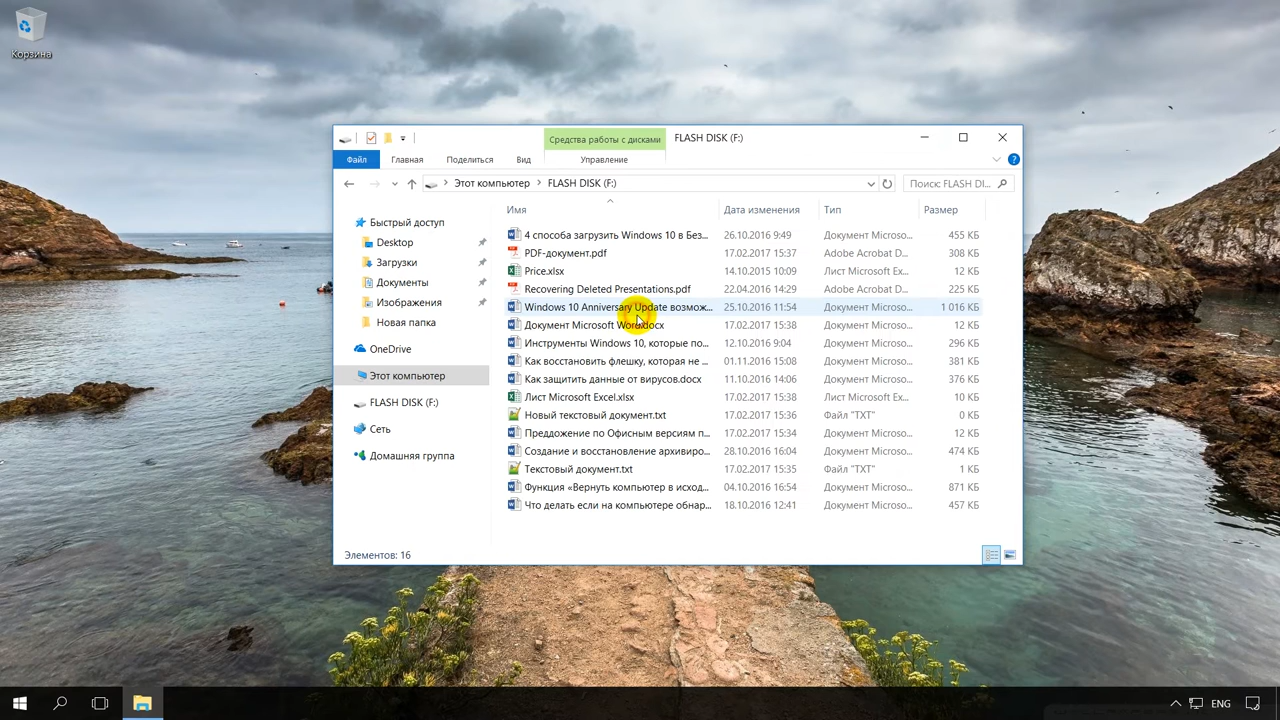 Корзина
Средства работы с дисками
FLASH DISK (F:)
Файл
Главная
Поделиться
Вид
Управление
Этот компьютер
FLASH DISK (F:)
Поиск: FLASH DI...
Быстрый доступ
Desktop
Загрузки
Документы
Изображения
Новая папка
OneDrive
Этот компьютер
FLASH DISK (F:)
Сеть
Домашняя группа
Имя Дата изменения Тип Размер
4 способа загрузить Windows 10 в Без... 26.10.2016 9:49 Документ Microso... 455 КБ
PDF-документ.pdf 17.02.2017 15:37 Adobe Acrobat D... 308 КБ
Price.xlsx 14.10.2015 10:09 Лист Microsoft Ex... 12 КБ
Recovering Deleted Presentations.pdf 22.04.2016 14:29 Adobe Acrobat D... 225 КБ
Windows 10 Anniversary Update возмож... 25.10.2016 11:54 Документ Microso... 1 016 КБ
Документ Microsoft Word.docx 17.02.2017 15:38 Документ Microso... 12 КБ
Инструменты Windows 10, которые по... 12.10.2016 9:04 Документ Microso... 296 КБ
Как восстановить флешку, которая не ... 01.11.2016 15:08 Документ Microso... 381 КБ
Как защитить данные от вирусов.docx 11.10.2016 14:06 Документ Microso... 376 КБ
Лист Microsoft Excel.xlsx 17.02.2017 15:38 Лист Microsoft Ex... 10 КБ
Новый текстовый документ.txt 17.02.2017 15:36 Файл "TXT" 0 КБ
Преддожение по Офисным версиям п... 17.02.2017 15:34 Документ Microso... 12 КБ
Создание и восстановление архивиро... 28.10.2016 16:04 Документ Microso... 474 КБ
Текстовый документ.txt 17.02.2017 15:35 Файл "TXT" 1 КБ
Функция «Вернуть компьютер в исход... 04.10.2016 16:54 Документ Microso... 871 КБ
Что делать если на компьютере обнар... 18.10.2016 12:41 Документ Microso... 457 КБ
Элементов: 16
ENG